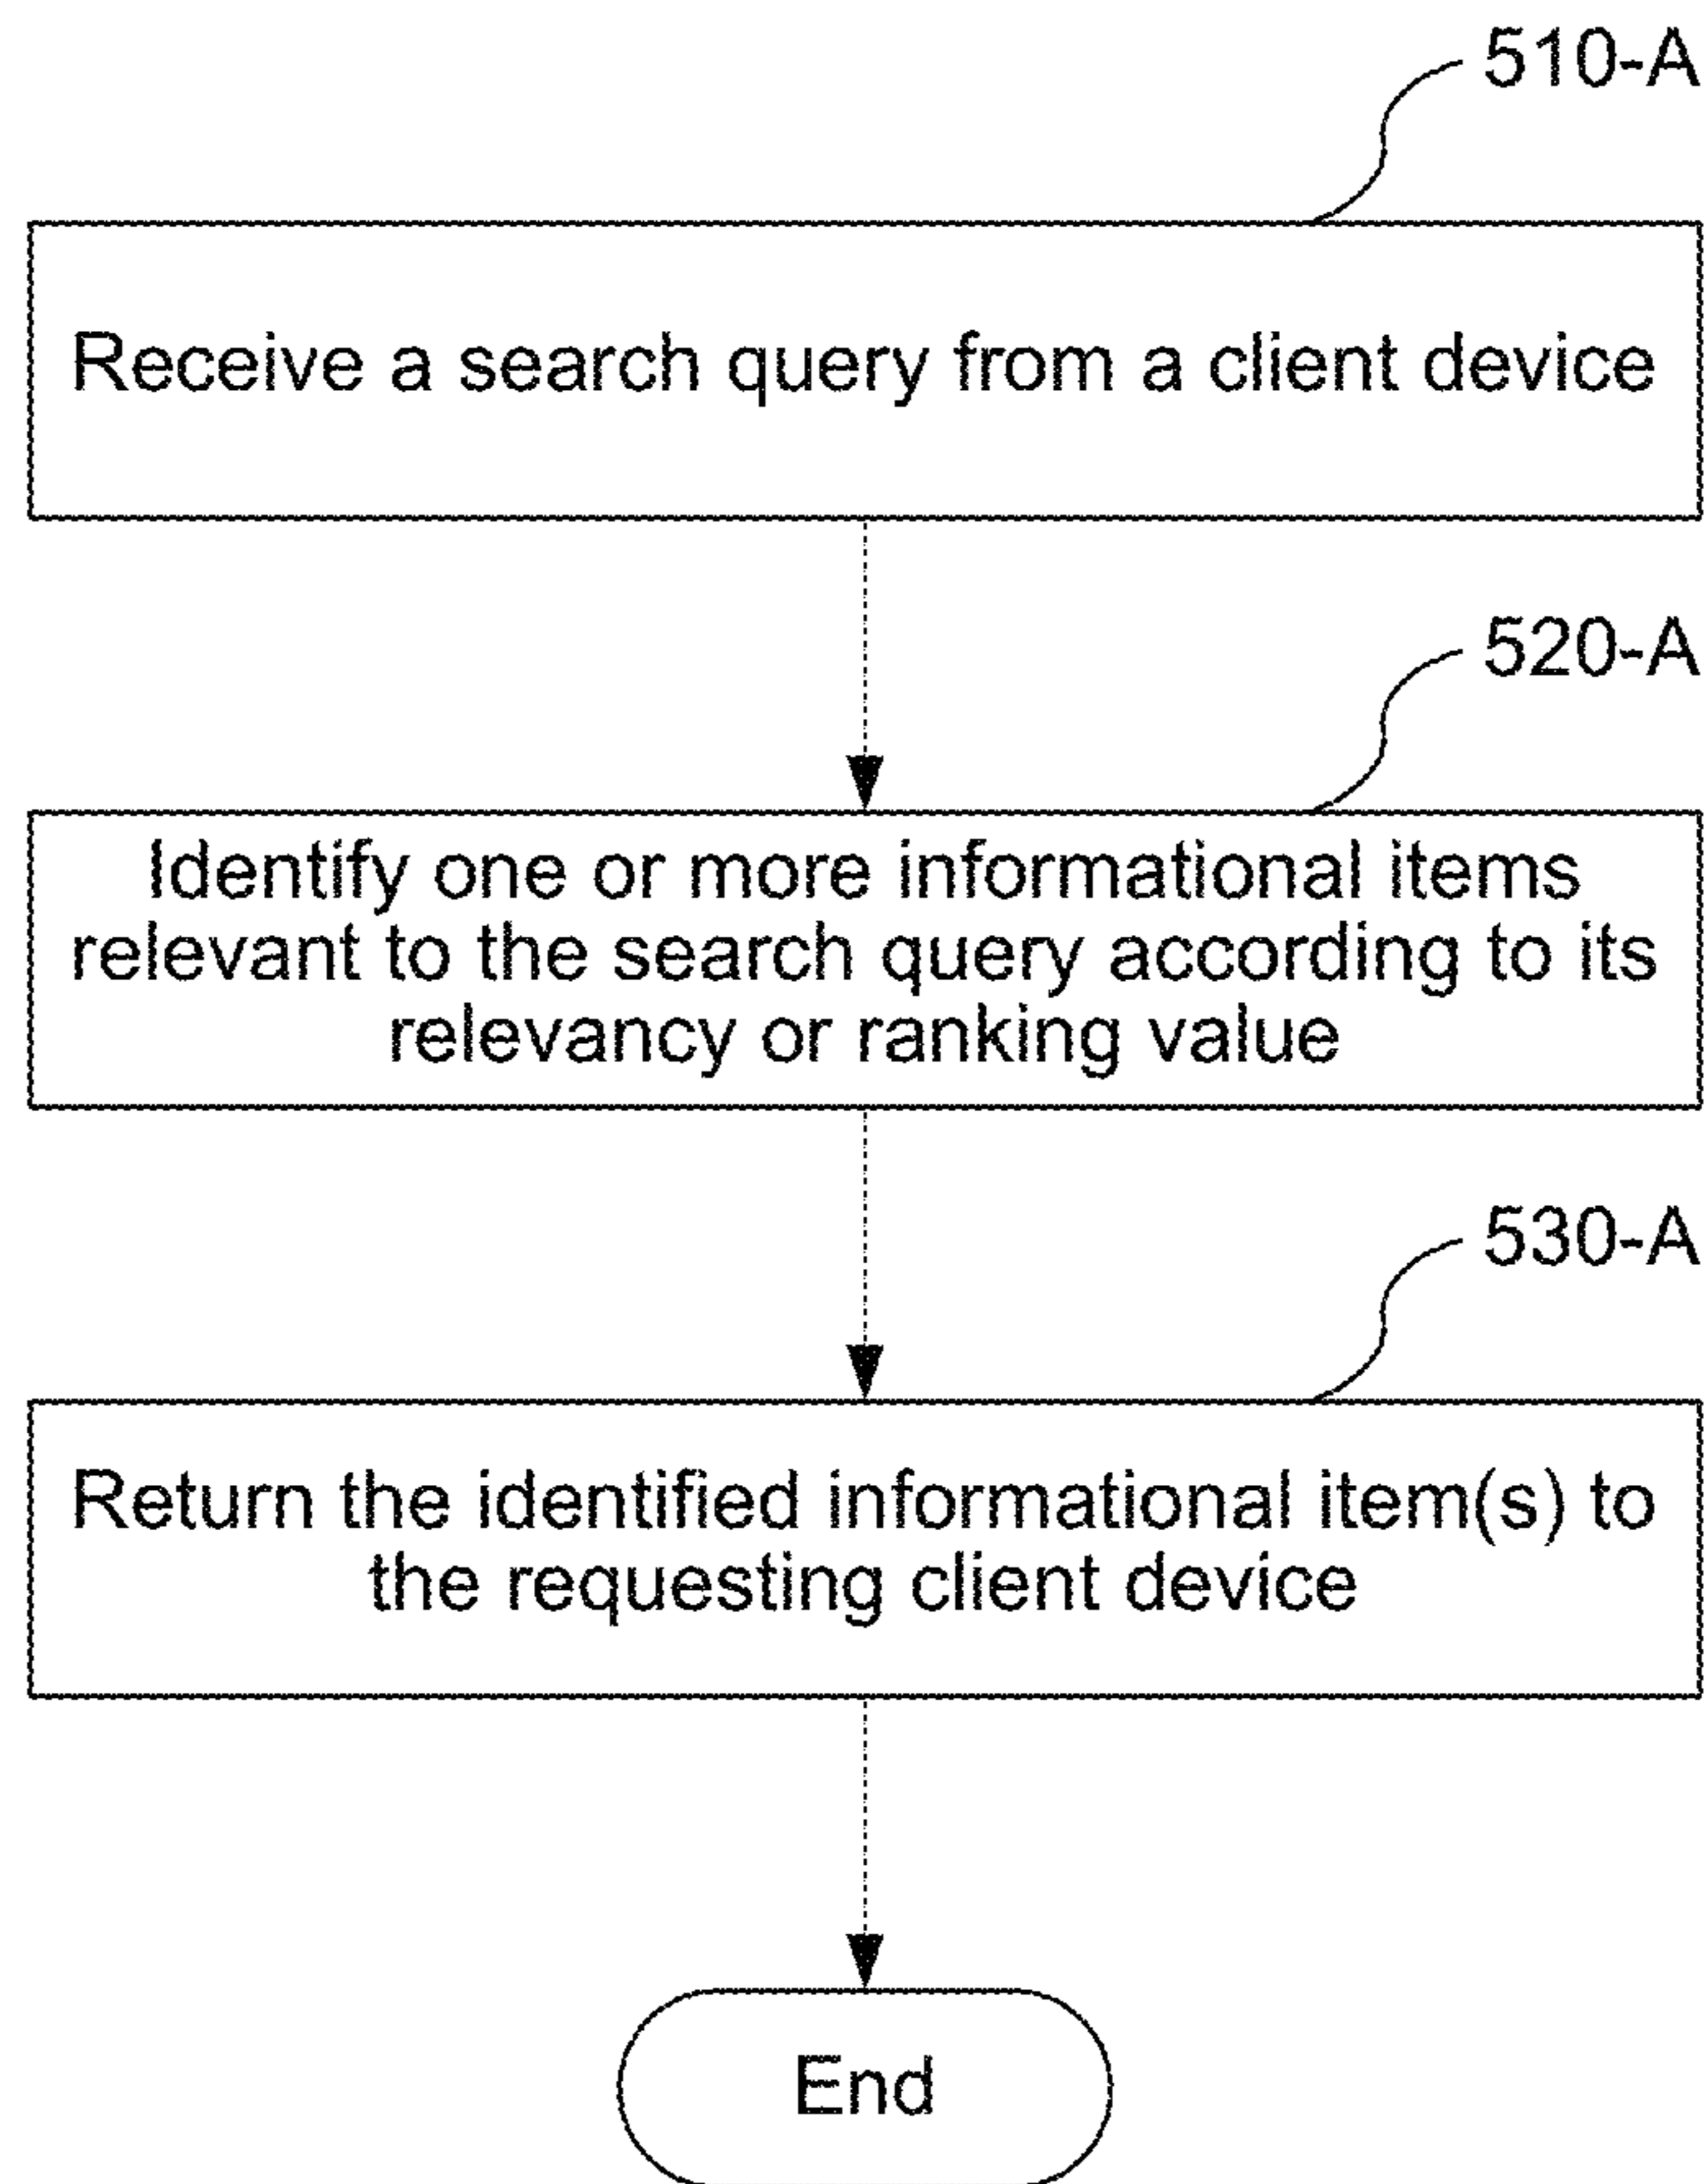 510-A
Receive a search query from a client device
520-A
Identify one or more informational items
relevant to the search query according to its
relevancy or ranking value
530-A
Return the identified informational item(s) to
the requesting client device
End